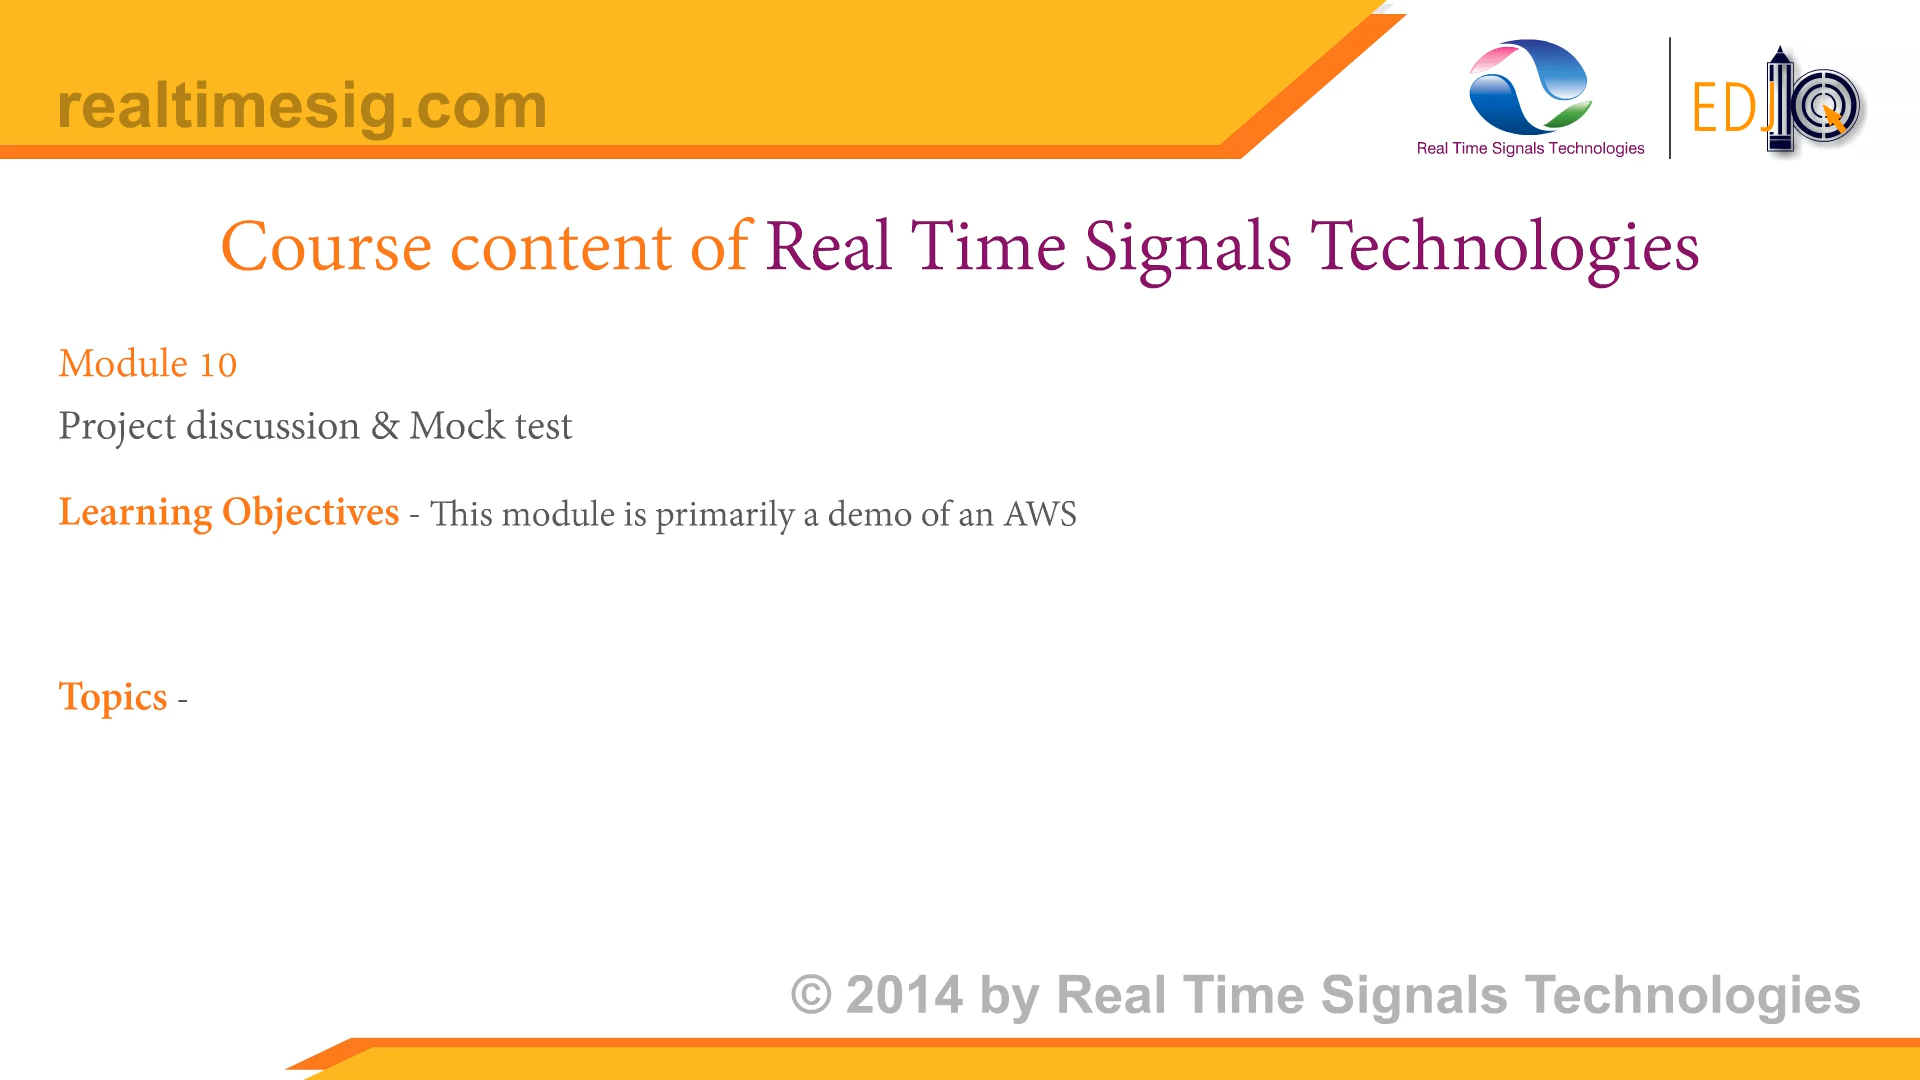 realtimesig.com
Real Time Signals Technologies
EDJIQ
Course content of Real Time Signals Technologies
Module 10
Project discussion & Mock test
Learning Objectives - This module is primarily a demo of an AWS
Topics -
© 2014 by Real Time Signals Technologies